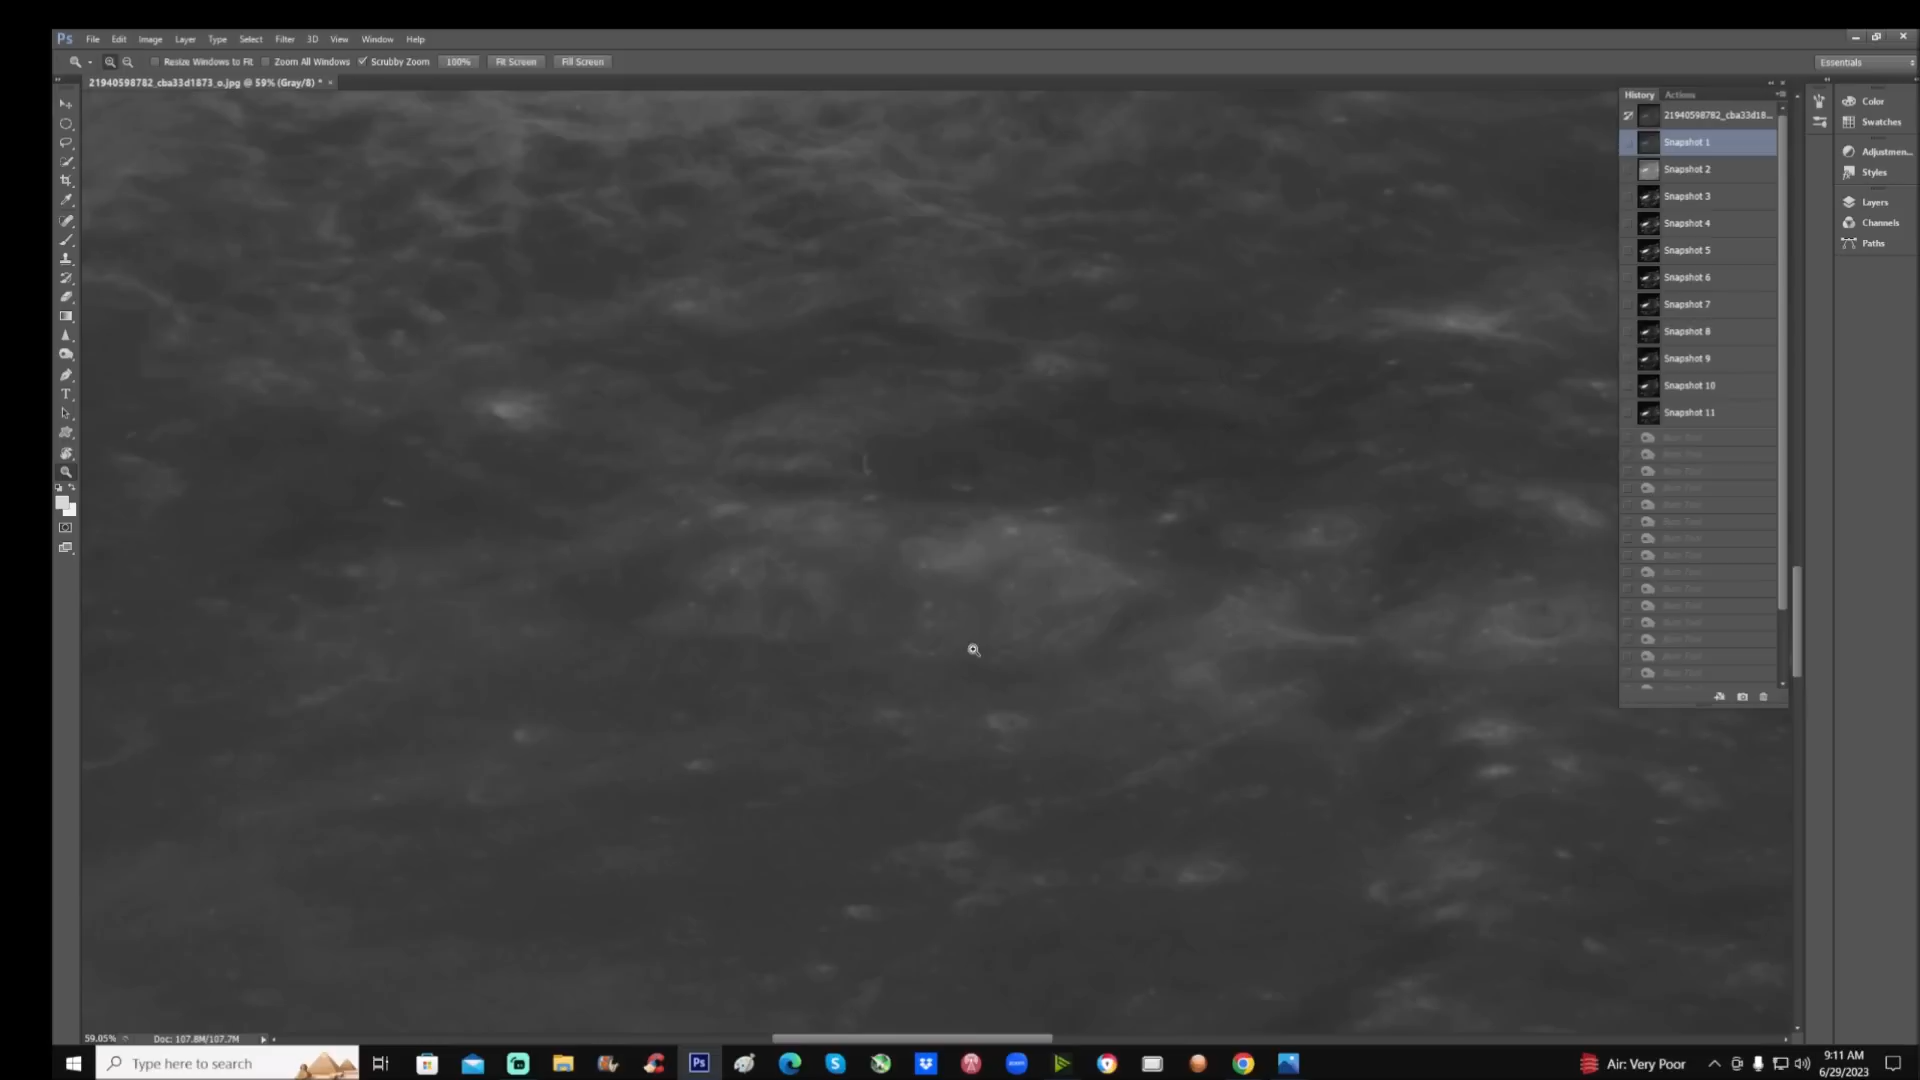 Ps File Edit Image Layer Type Select Filter 3D View Window Help
Resize Windows to Fit Zoom All Windows Scrubby Zoom 100% Fit Screen Fill Screen Essentials
21940598782_cba33d1873_o.jpg @ 59% (Gray/8) * ×
History Actions
21940598782_cba33d18...
Snapshot 1
Snapshot 2
Snapshot 3
Snapshot 4
Snapshot 5
Snapshot 6
Snapshot 7
Snapshot 8
Snapshot 9
Snapshot 10
Snapshot 11
Color
Swatches
Adjustmen...
Styles
Layers
Channels
Paths
59.05% Doc: 107.8M/107.7M
Type here to search
Air: Very Poor
9:11 AM
6/29/2023